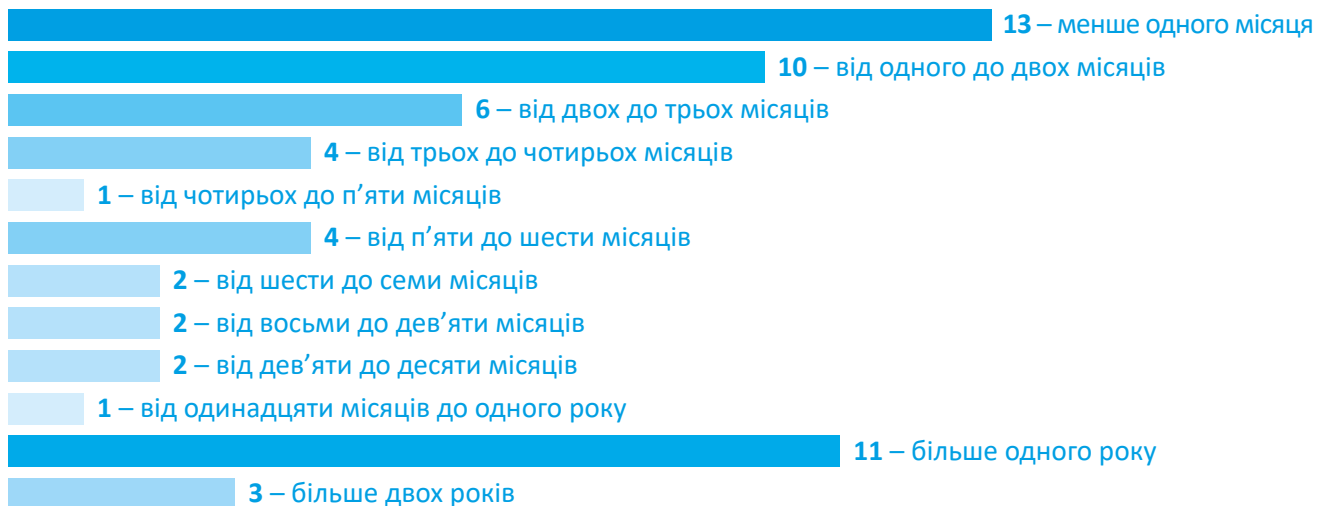 13 – менше одного місяця
10 – від одного до двох місяців
6 – від двох до трьох місяців
4 – від трьох до чотирьох місяців
1 – від чотирьох до п’яти місяців
4 – від п’яти до шести місяців
2 – від шести до семи місяців
2 – від восьми до дев’яти місяців
2 – від дев’яти до десяти місяців
1 – від одинадцяти місяців до одного року
11 – більше одного року
3 – більше двох років